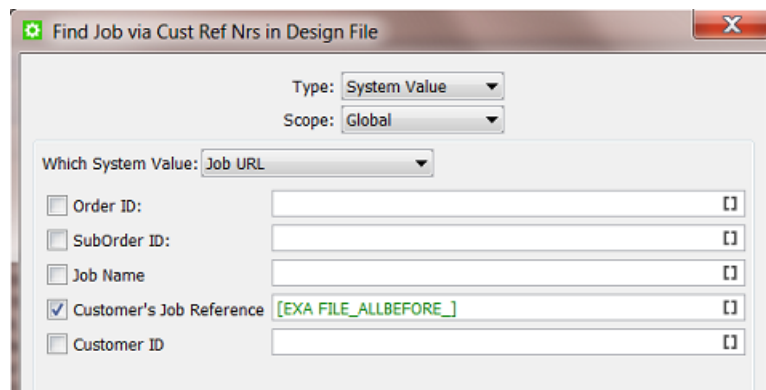 Find Job via Cust Ref Nrs in Design File
Type: System Value
Scope: Global
Which System Value: Job URL
Order ID: []
SubOrder ID: []
Job Name []
Customer's Job Reference [EXA FILE_ALLBEFORE_] []
Customer ID []